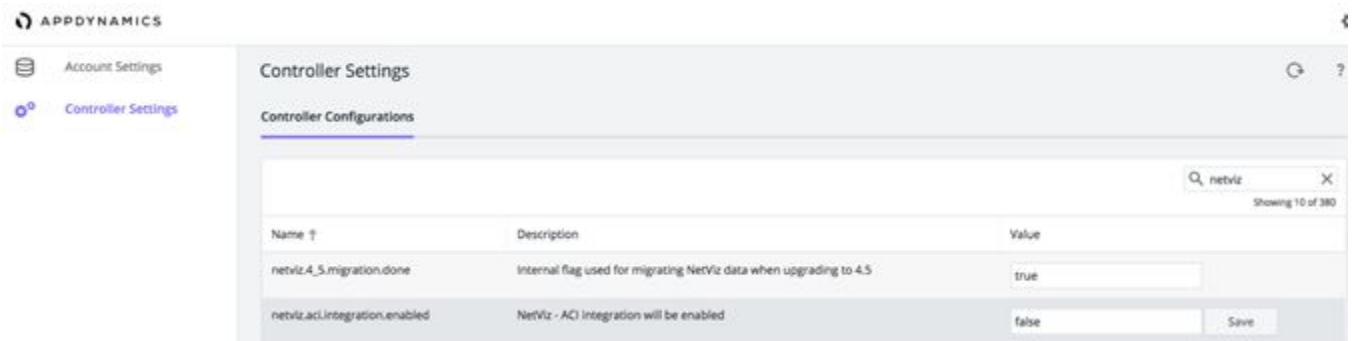 APPDYNAMICS
Account Settings
Controller Settings
Controller Settings
?
Controller Configurations
netviz
Showing 10 of 380
Name ↑ Description Value
netviz.4_5.migration.done Internal flag used for migrating NetViz data when upgrading to 4.5 true
netviz.aci.integration.enabled NetViz - ACI integration will be enabled false Save